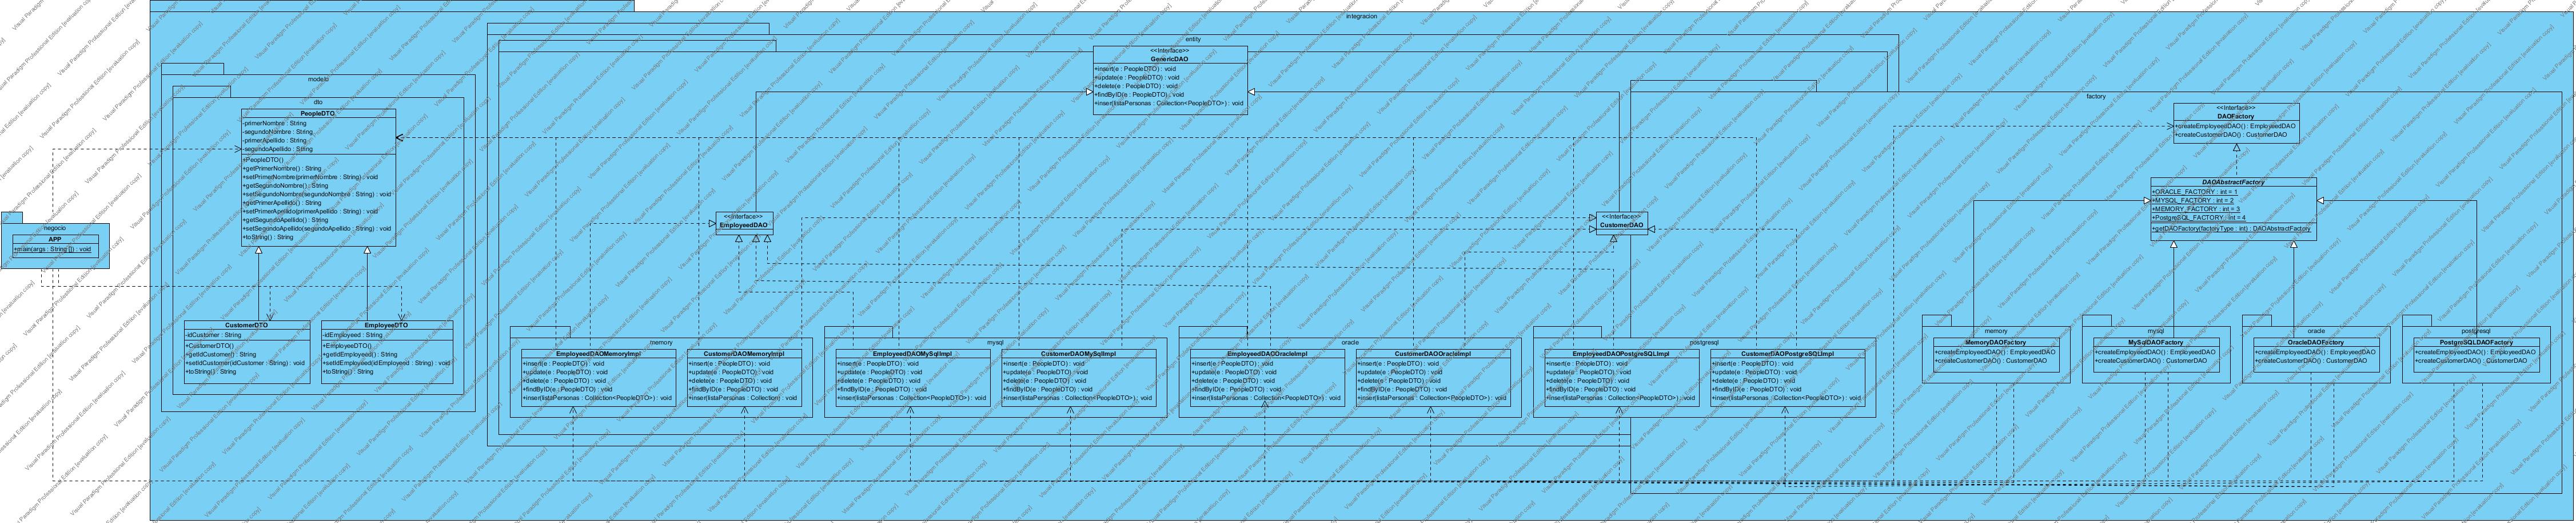 integracion
entity
<<Interface>>
GenericDAO
+insert(e : PeopleDTO) : void
+update(e : PeopleDTO) : void
+delete(e : PeopleDTO) : void
+findByID(e : PeopleDTO) : void
+inser(listaPersonas : Collection<PeopleDTO>) : void
modelo
dto
PeopleDTO
-primerNombre : String
-segundoNombre : String
-primerApellido : String
-segundoApellido : String
+PeopleDTO()
+getPrimerNombre() : String
+setPrimerNombre(primerNombre : String) : void
+getSegundoNombre() : String
+setSegundoNombre(segundoNombre : String) : void
+getPrimerApellido() : String
+setPrimerApellido(primerApellido : String) : void
+getSegundoApellido() : String
+setSegundoApellido(segundoApellido : String) : void
+toString() : String
negocio
APP
+main(args : String []) : void
CustomerDTO
-idCustomer : String
+CustomerDTO()
+getIdCustomer() : String
+setIdCustomer(idCustomer : String) : void
+toString() : String
EmployeeDTO
-idEmployeed : String
+EmployeeDTO()
+getIdEmployeed() : String
+setIdEmployeed(idEmployeed : String) : void
+toString() : String
<<Interface>>
EmployeedDAO
<<Interface>>
CustomerDAO
memory
EmployeedDAOMemoryImpl
+insert(e : PeopleDTO) : void
+update(e : PeopleDTO) : void
+delete(e : PeopleDTO) : void
+findByID(e : PeopleDTO) : void
+inser(listaPersonas : Collection<PeopleDTO>) : void
CustomerDAOMemoryImpl
+insert(e : PeopleDTO) : void
+update(e : PeopleDTO) : void
+delete(e : PeopleDTO) : void
+findByID(e : PeopleDTO) : void
+inser(listaPersonas : Collection) : void
mysql
EmployeedDAOMySqlImpl
+insert(e : PeopleDTO) : void
+update(e : PeopleDTO) : void
+delete(e : PeopleDTO) : void
+findByID(e : PeopleDTO) : void
+inser(listaPersonas : Collection<PeopleDTO>) : void
CustomerDAOMySqlImpl
+insert(e : PeopleDTO) : void
+update(e : PeopleDTO) : void
+delete(e : PeopleDTO) : void
+findByID(e : PeopleDTO) : void
+inser(listaPersonas : Collection<PeopleDTO>) : void
oracle
EmployeedDAOOracleImpl
+insert(e : PeopleDTO) : void
+update(e : PeopleDTO) : void
+delete(e : PeopleDTO) : void
+findByID(e : PeopleDTO) : void
+inser(listaPersonas : Collection<PeopleDTO>) : void
CustomerDAOOracleImpl
+insert(e : PeopleDTO) : void
+update(e : PeopleDTO) : void
+delete(e : PeopleDTO) : void
+findByID(e : PeopleDTO) : void
+inser(listaPersonas : Collection<PeopleDTO>) : void
postgresql
EmployeedDAOPostgreSQLImpl
+insert(e : PeopleDTO) : void
+update(e : PeopleDTO) : void
+delete(e : PeopleDTO) : void
+findByID(e : PeopleDTO) : void
+inser(listaPersonas : Collection<PeopleDTO>) : void
CustomerDAOPostgreSQLImpl
+insert(e : PeopleDTO) : void
+update(e : PeopleDTO) : void
+delete(e : PeopleDTO) : void
+findByID(e : PeopleDTO) : void
+inser(listaPersonas : Collection<PeopleDTO>) : void
factory
<<Interface>>
DAOFactory
+createEmployeedDAO() : EmployeedDAO
+createCustomerDAO() : CustomerDAO
DAOAbstractFactory
+ORACLE_FACTORY : int = 1
+MYSQL_FACTORY : int = 2
+MEMORY_FACTORY : int = 3
+PostgreSQL_FACTORY : int = 4
+getDAOFactory(factoryType : int) : DAOAbstractFactory
memory
MemoryDAOFactory
+createEmployeedDAO() : EmployeedDAO
+createCustomerDAO() : CustomerDAO
mysql
MySqlDAOFactory
+createEmployeedDAO() : EmployeedDAO
+createCustomerDAO() : CustomerDAO
oracle
OracleDAOFactory
+createEmployeedDAO() : EmployeedDAO
+createCustomerDAO() : CustomerDAO
postgresql
PostgreSQLDAOFactory
+createEmployeedDAO() : EmployeedDAO
+createCustomerDAO() : CustomerDAO
Visual Paradigm Professional Edition [evaluation copy]